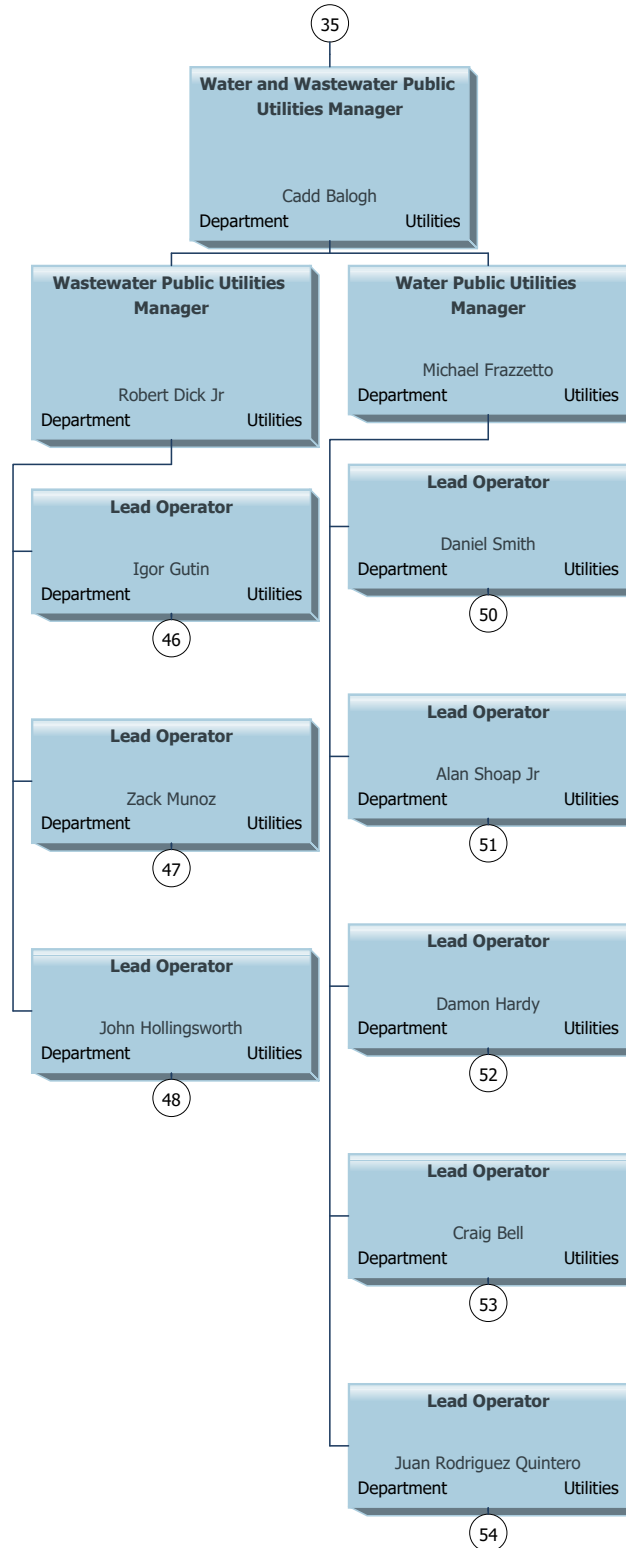 35
Water and Wastewater Public
Utilities Manager
Cadd Balogh
Department Utilities
Wastewater Public Utilities
Manager
Robert Dick Jr
Department Utilities
Lead Operator
Igor Gutin
Department Utilities
46
Lead Operator
Zack Munoz
Department Utilities
47
Lead Operator
John Hollingsworth
Department Utilities
48
Water Public Utilities
Manager
Michael Frazzetto
Department Utilities
Lead Operator
Daniel Smith
Department Utilities
50
Lead Operator
Alan Shoap Jr
Department Utilities
51
Lead Operator
Damon Hardy
Department Utilities
52
Lead Operator
Craig Bell
Department Utilities
53
Lead Operator
Juan Rodriguez Quintero
Department Utilities
54